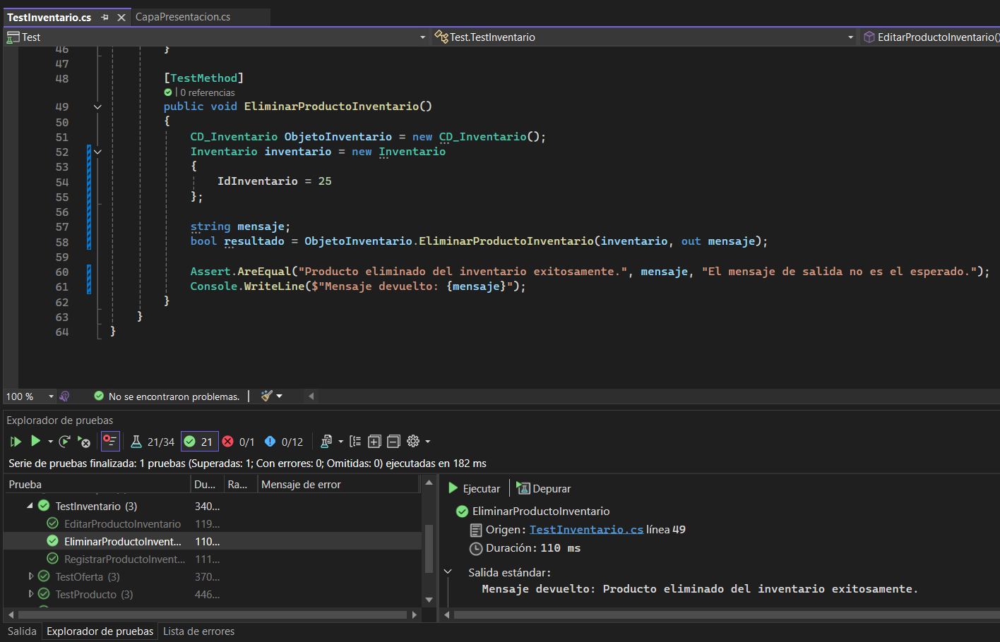 TestInventario.cs CapaPresentacion.cs
Test Test.TestInventario EditarProductoInventario()
46 }
47
48 [TestMethod]
| 0 referencias
49 public void EliminarProductoInventario()
50 {
51 CD_Inventario ObjetoInventario = new CD_Inventario();
52 Inventario inventario = new Inventario
53 {
54 IdInventario = 25
55 };
56
57 string mensaje;
58 bool resultado = ObjetoInventario.EliminarProductoInventario(inventario, out mensaje);
59
60 Assert.AreEqual("Producto eliminado del inventario exitosamente.", mensaje, "El mensaje de salida no es el esperado.");
61 Console.WriteLine($"Mensaje devuelto: {mensaje}");
62 }
63 }
64 }
100 % No se encontraron problemas.
Explorador de pruebas
21/34 21 0/1 0/12
Serie de pruebas finalizada: 1 pruebas (Superadas: 1; Con errores: 0; Omitidas: 0) ejecutadas en 182 ms
Prueba Du... Ra... Mensaje de error
TestInventario (3) 340...
EditarProductoInventario 119...
EliminarProductoInvent... 110...
RegistrarProductoInvent... 111...
TestOferta (3) 370...
TestProducto (3) 446...
Ejecutar Depurar
EliminarProductoInventario
Origen: TestInventario.cs línea 49
Duración: 110 ms
Salida estándar:
Mensaje devuelto: Producto eliminado del inventario exitosamente.
Salida Explorador de pruebas Lista de errores